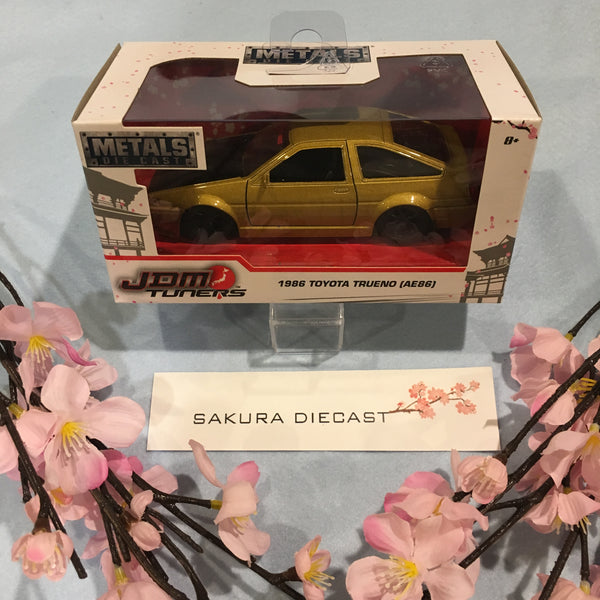 METALS
METALS
DIE CAST
8+
JDM
TUNERS
1986 TOYOTA TRUENO (AE86)
SAKURA DIECAST